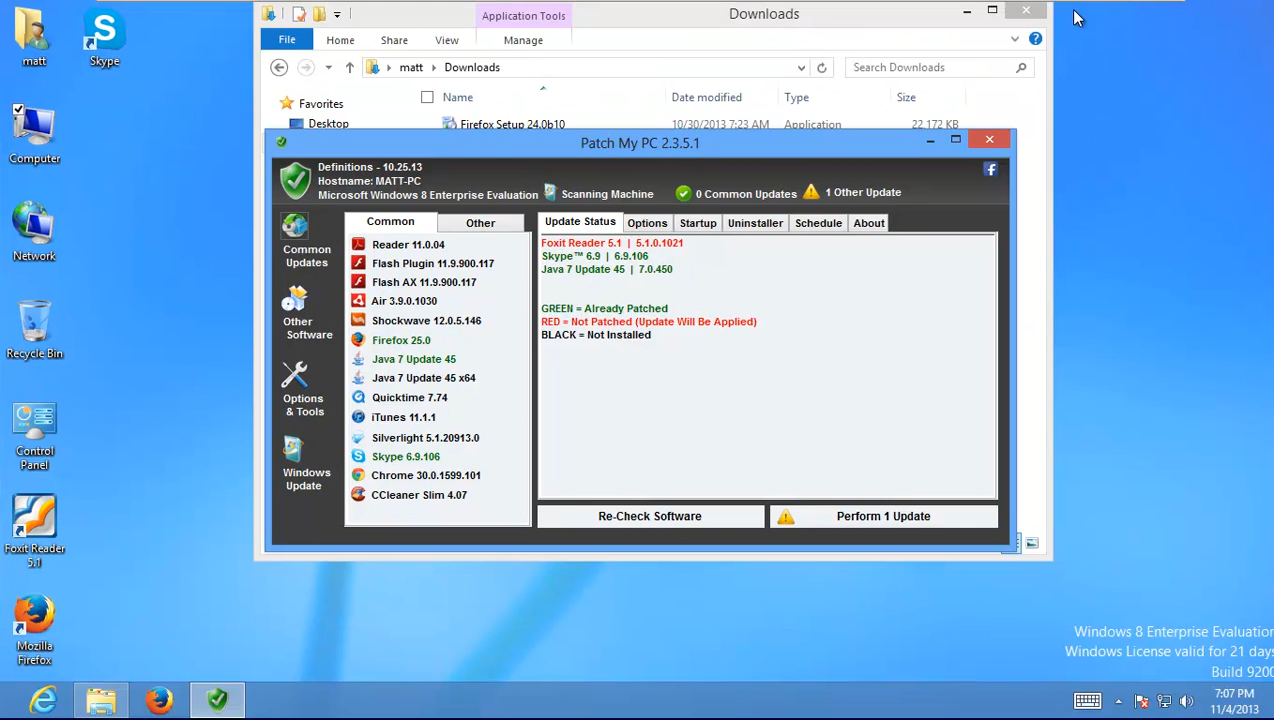 matt
Skype
Computer
Network
Recycle Bin
Control
Panel
Foxit Reader
5.1
Mozilla
Firefox
Application Tools
Downloads
File
Home
Share
View
Manage
matt
Downloads
Search Downloads
Favorites
Desktop
Name
Date modified
Type
Size
Firefox Setup 24.0b10
10/30/2013 7:23 AM
Application
22,172 KB
Patch My PC 2.3.5.1
Definitions - 10.25.13
Hostname: MATT-PC
Microsoft Windows 8 Enterprise Evaluation
Scanning Machine
0 Common Updates
1 Other Update
Common
Updates
Other
Software
Options
& Tools
Windows
Update
Common
Other
Reader 11.0.04
Flash Plugin 11.9.900.117
Flash AX 11.9.900.117
Air 3.9.0.1030
Shockwave 12.0.5.146
Firefox 25.0
Java 7 Update 45
Java 7 Update 45 x64
Quicktime 7.74
iTunes 11.1.1
Silverlight 5.1.20913.0
Skype 6.9.106
Chrome 30.0.1599.101
CCleaner Slim 4.07
Update Status
Options
Startup
Uninstaller
Schedule
About
Foxit Reader 5.1 | 5.1.0.1021
Skype™ 6.9 | 6.9.106
Java 7 Update 45 | 7.0.450
GREEN = Already Patched
RED = Not Patched (Update Will Be Applied)
BLACK = Not Installed
Re-Check Software
Perform 1 Update
Windows 8 Enterprise Evaluation
Windows License valid for 21 days
Build 9200
7:07 PM
11/4/2013